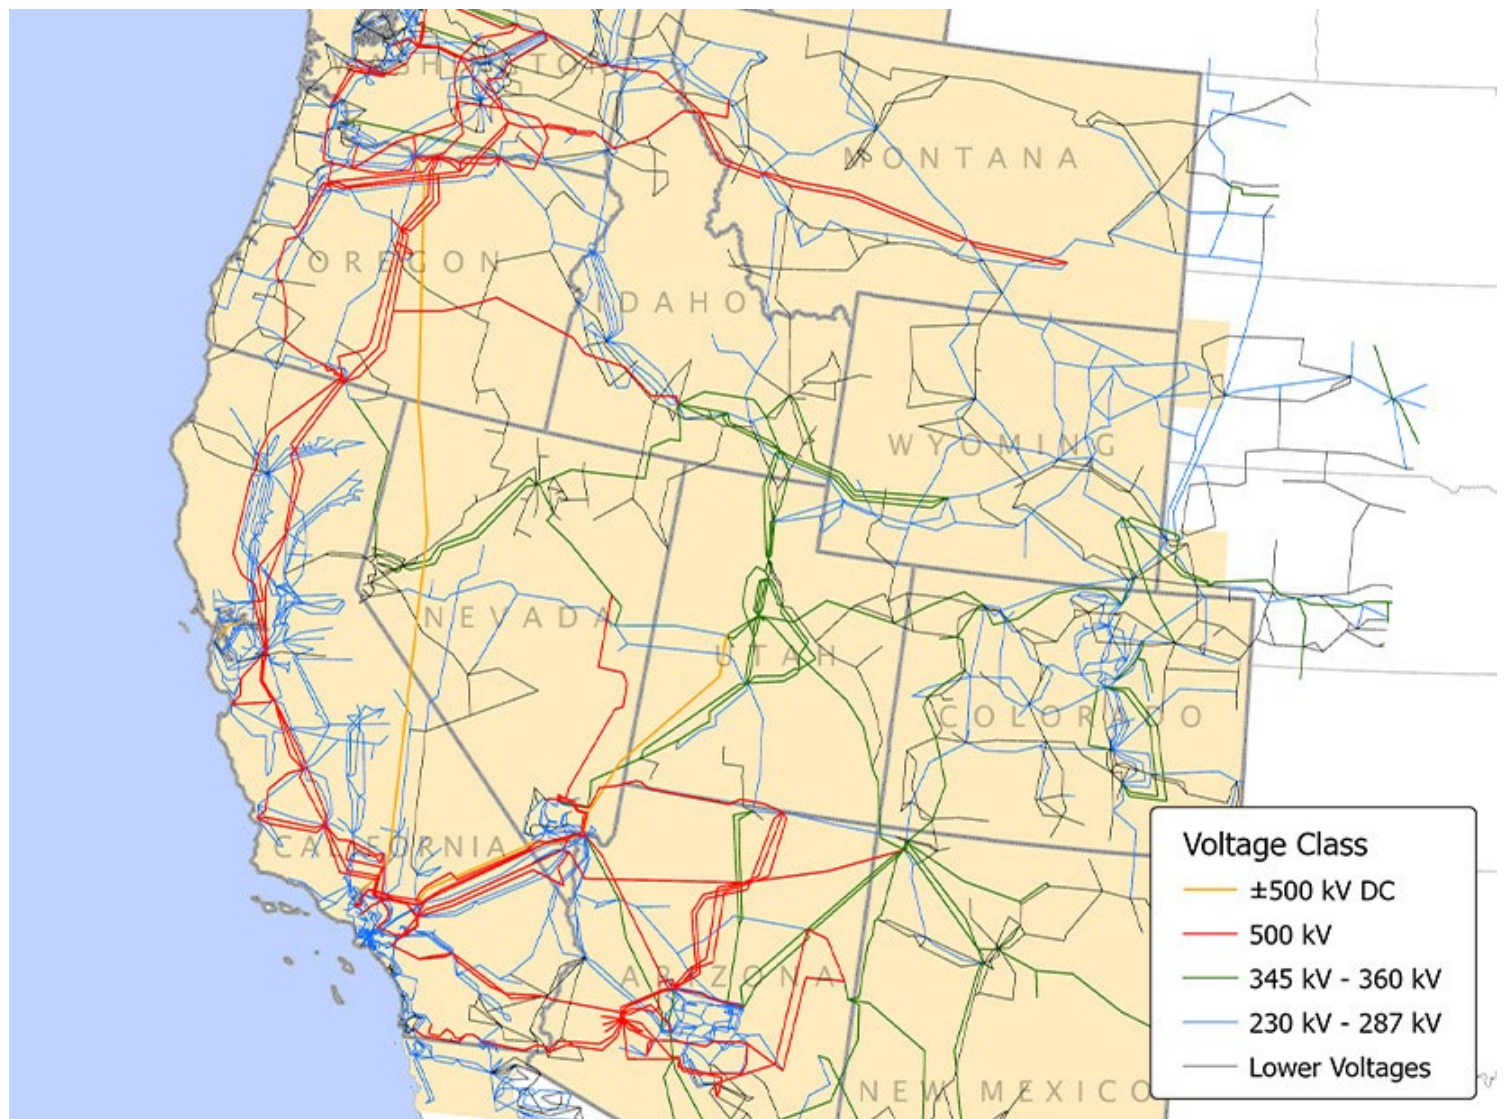 WASHINGTON
MONTANA
OREGON
IDAHO
WYOMING
NEVADA
UTAH
COLORADO
CALIFORNIA
ARIZONA
NEW MEXICO
Voltage Class
±500 kV DC
500 kV
345 kV - 360 kV
230 kV - 287 kV
Lower Voltages